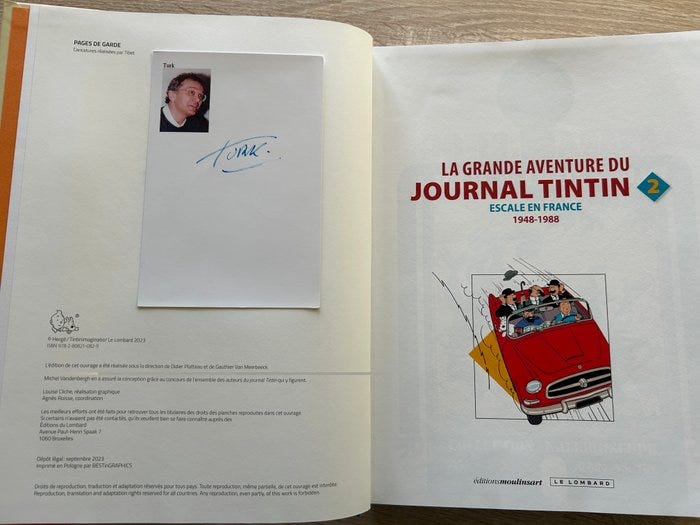 PAGES DE GARDE
Caricatures réalisées par Tibet
Turk
TURK.
© Hergé / Tintinimaginatio/ Le Lombard 2023
ISBN 978-2-80821-082-9
L'édition de cet ouvrage a été réalisée sous la direction de Didier Platteau et de Gauthier Van Meerbeeck.
Michel Vandenbergh en a assuré la conception grâce au concours de l'ensemble des auteurs du journal Tintin qui y figurent.
Louise Cliche, réalisation graphique
Agnès Roisse, coordination
Les meilleurs efforts ont été faits pour retrouver tous les titulaires des droits des planches reproduites dans cet ouvrage.
Si certains n'avaient pas été contactés, qu'ils veuillent bien se faire connaître auprès des
Éditions du Lombard
Avenue Paul-Henri Spaak 7
1060 Bruxelles
Dépôt légal : septembre 2023
Imprimé en Pologne par BESTinGRAPHICS
Droits de reproduction, traduction et adaptation réservés pour tous pays. Toute reproduction, même partielle, de cet ouvrage est interdite.
Reproduction, translation and adaptation rights reserved for all countries. Any reproduction, even partly, of this work is forbidden.
LA GRANDE AVENTURE DU
JOURNAL TINTIN 2
ESCALE EN FRANCE
1948-1988
éditionsmoulinsart LE LOMBARD